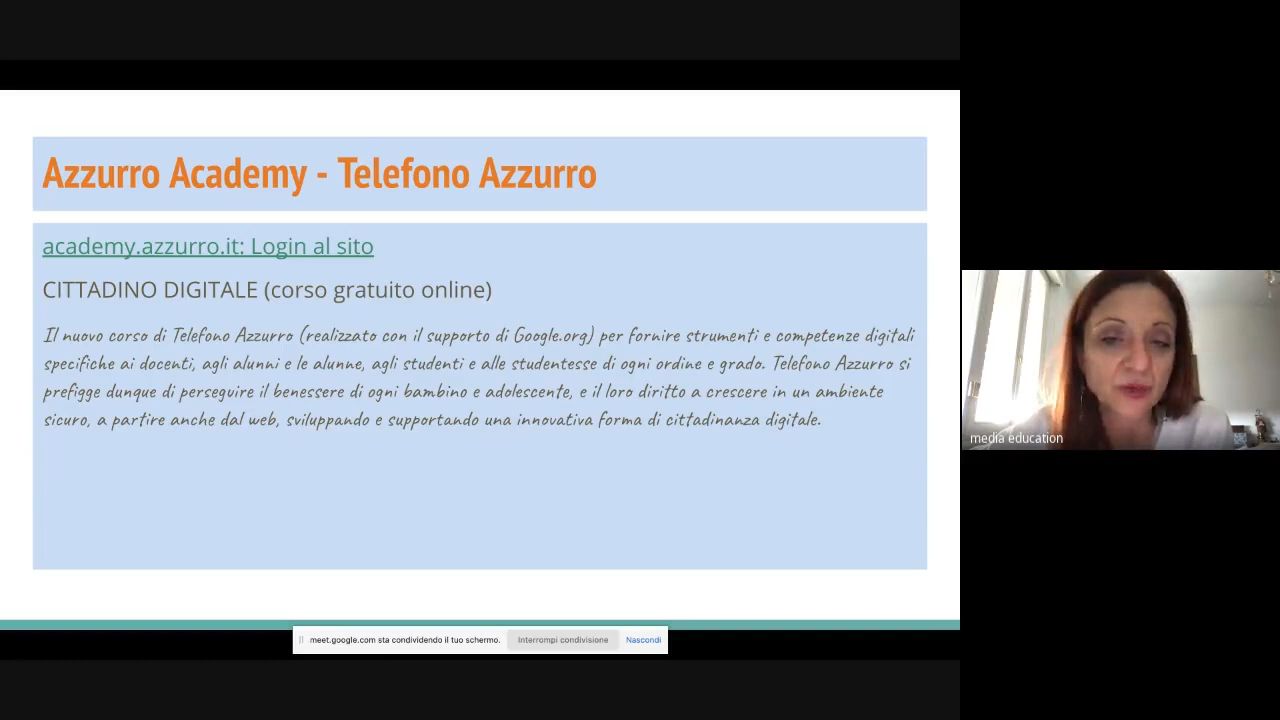 Azzurro Academy - Telefono Azzurro
academy.azzurro.it: Login al sito
CITTADINO DIGITALE (corso gratuito online)
Il nuovo corso di Telefono Azzurro (realizzato con il supporto di Google.org) per fornire strumenti e competenze digitali
specifiche ai docenti, agli alunni e le alunne, agli studenti e alle studentesse di ogni ordine e grado. Telefono Azzurro si
prefigge dunque di perseguire il benessere di ogni bambino e adolescente, e il loro diritto a crescere in un ambiente
sicuro, a partire anche dal web, sviluppando e supportando una innovativa forma di cittadinanza digitale.
media education
meet.google.com sta condividendo il tuo schermo. Interrompi condivisione Nascondi